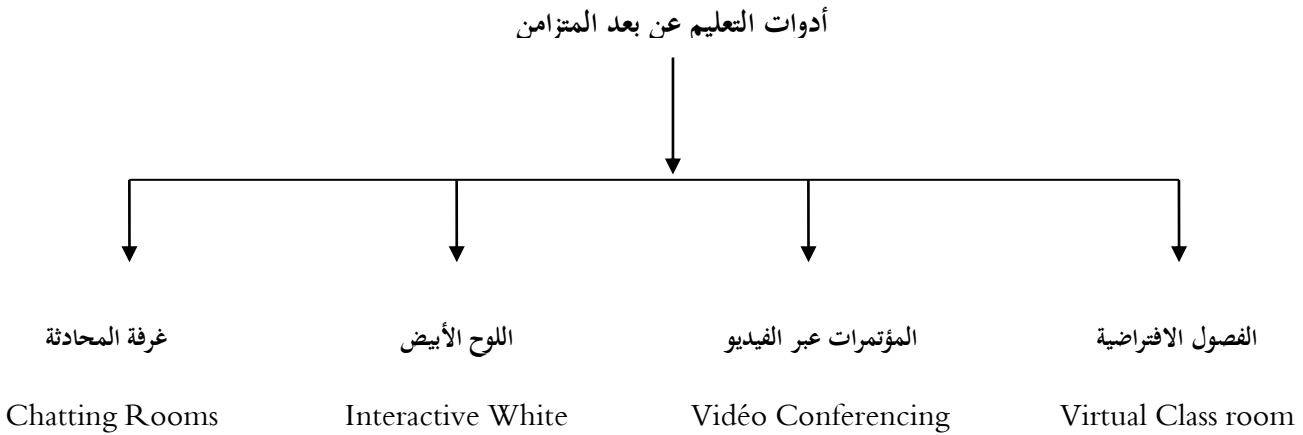 أدوات التعليم عن بعد المتزامن
الفصول الافتراضية
المؤتمرات عبر الفيديو
اللوح الأبيض
غرفة المحادثة
Virtual Class room
Vidéo Conferencing
Interactive White
Chatting Rooms